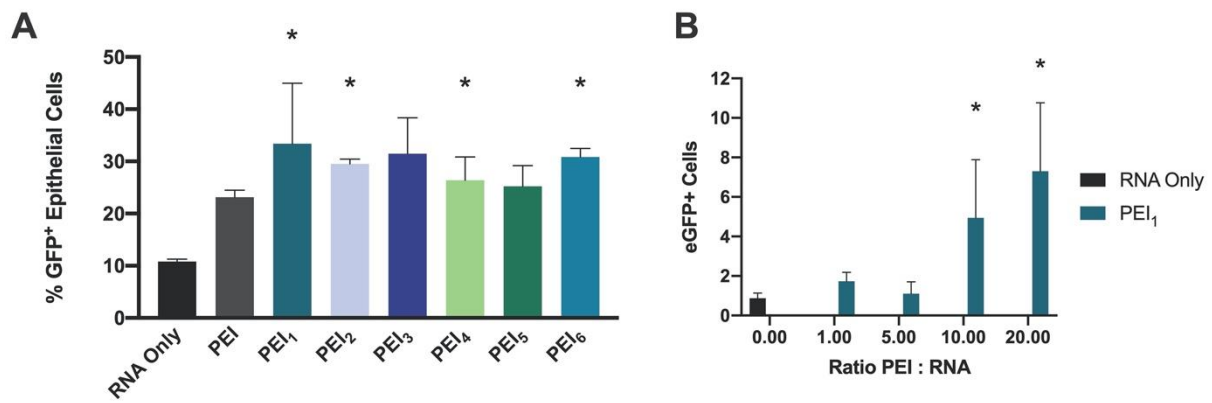 A
% GFP⁺ Epithelial Cells
50
40
30
20
10
0
* * * *
RNA Only PEI PEI₁ PEI₂ PEI₃ PEI₄ PEI₅ PEI₆
B
eGFP+ Cells
12
10
8
6
4
2
0
* *
0.00 1.00 5.00 10.00 20.00
Ratio PEI : RNA
RNA Only
PEI₁